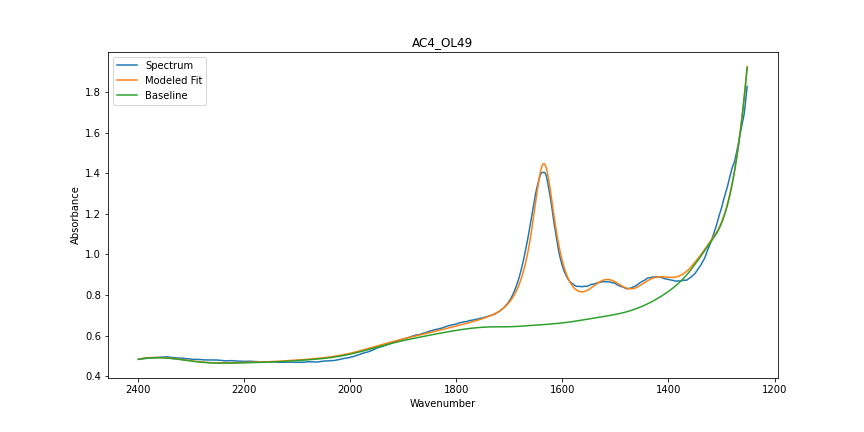 AC4_OL49
Spectrum
Modeled Fit
Baseline
Absorbance
1.8
1.6
1.4
1.2
1.0
0.8
0.6
0.4
2400 2200 2000 1800 1600 1400 1200
Wavenumber